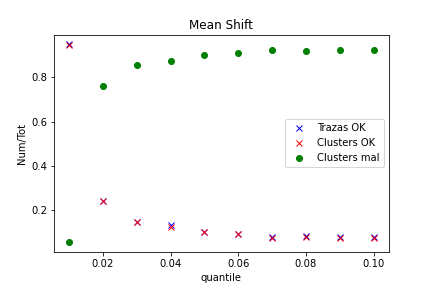 Mean Shift
Num/Tot
0.8
0.6
0.4
0.2
Trazas OK
Clusters OK
Clusters mal
0.02 0.04 0.06 0.08 0.10
quantile